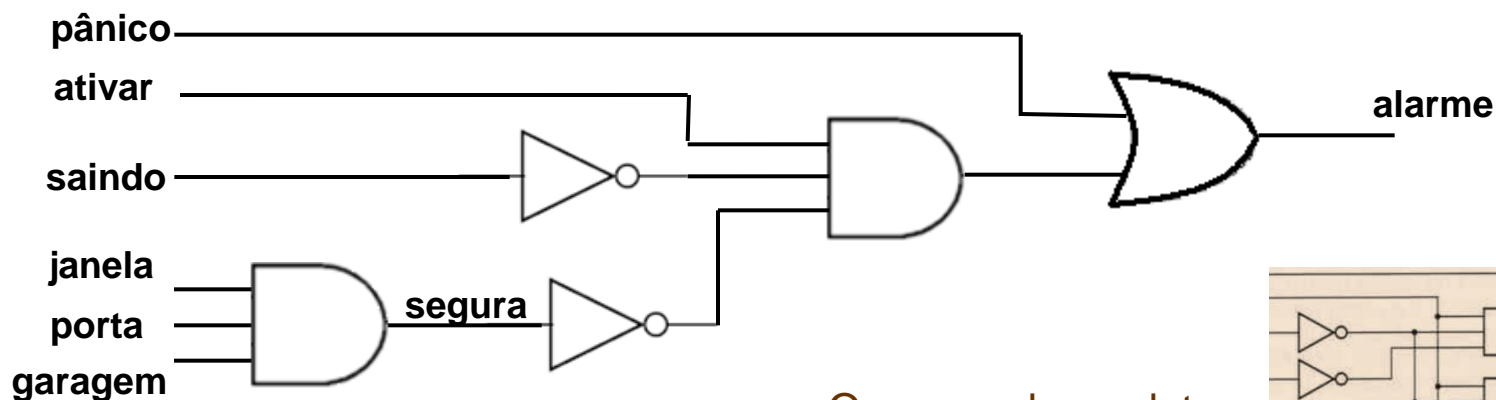 pânico
ativar
alarme
saindo
janela
segura
porta
garagem